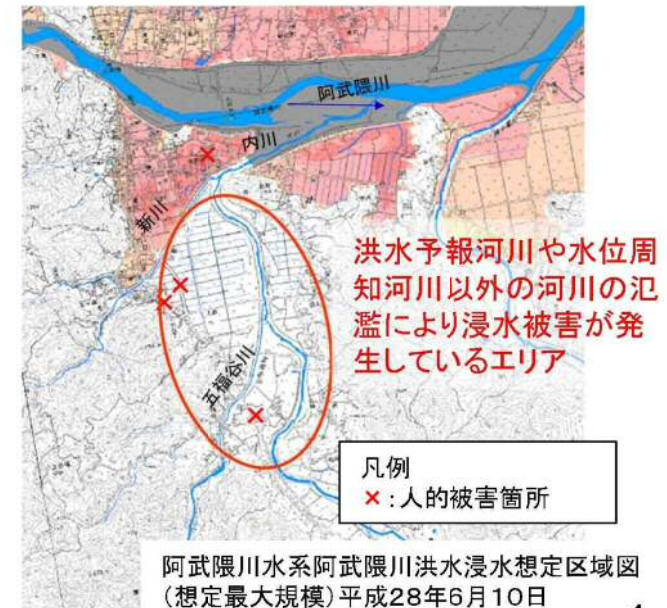 阿武隈川
内川
新川
洪水予報河川や水位周
知河川以外の河川の氾
濫により浸水被害が発
生しているエリア
五福谷川
凡例
×:人的被害箇所
阿武隈川水系阿武隈川洪水浸水想定区域図
(想定最大規模)平成28年6月10日